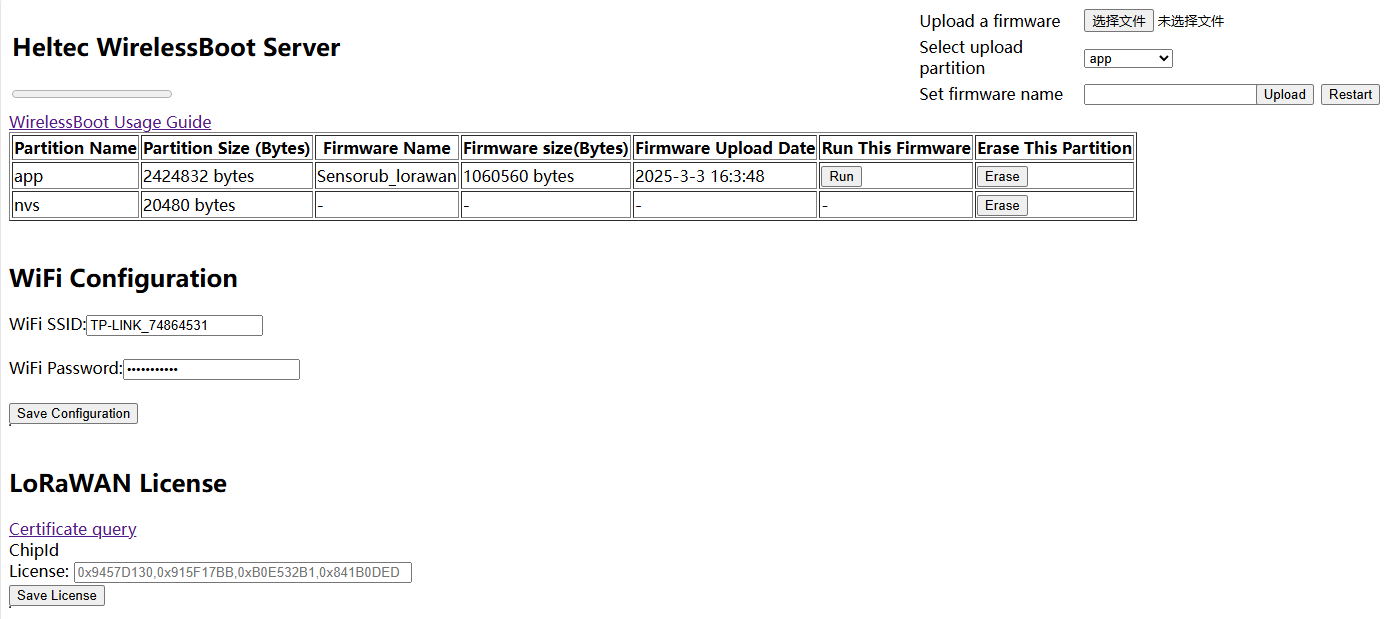 Heltec WirelessBoot Server
Upload a firmware 选择文件 未选择文件
Select upload partition app
Set firmware name Upload Restart
WirelessBoot Usage Guide
Partition Name Partition Size (Bytes) Firmware Name Firmware size(Bytes) Firmware Upload Date Run This Firmware Erase This Partition
app 2424832 bytes Sensorub_lorawan 1060560 bytes 2025-3-3 16:3:48 Run Erase
nvs 20480 bytes - - - - Erase
WiFi Configuration
WiFi SSID: TP-LINK_74864531
WiFi Password: •••••••••••
Save Configuration
LoRaWAN License
Certificate query
ChipId
License: 0x9457D130,0x915F17BB,0xB0E532B1,0x841B0DED
Save License